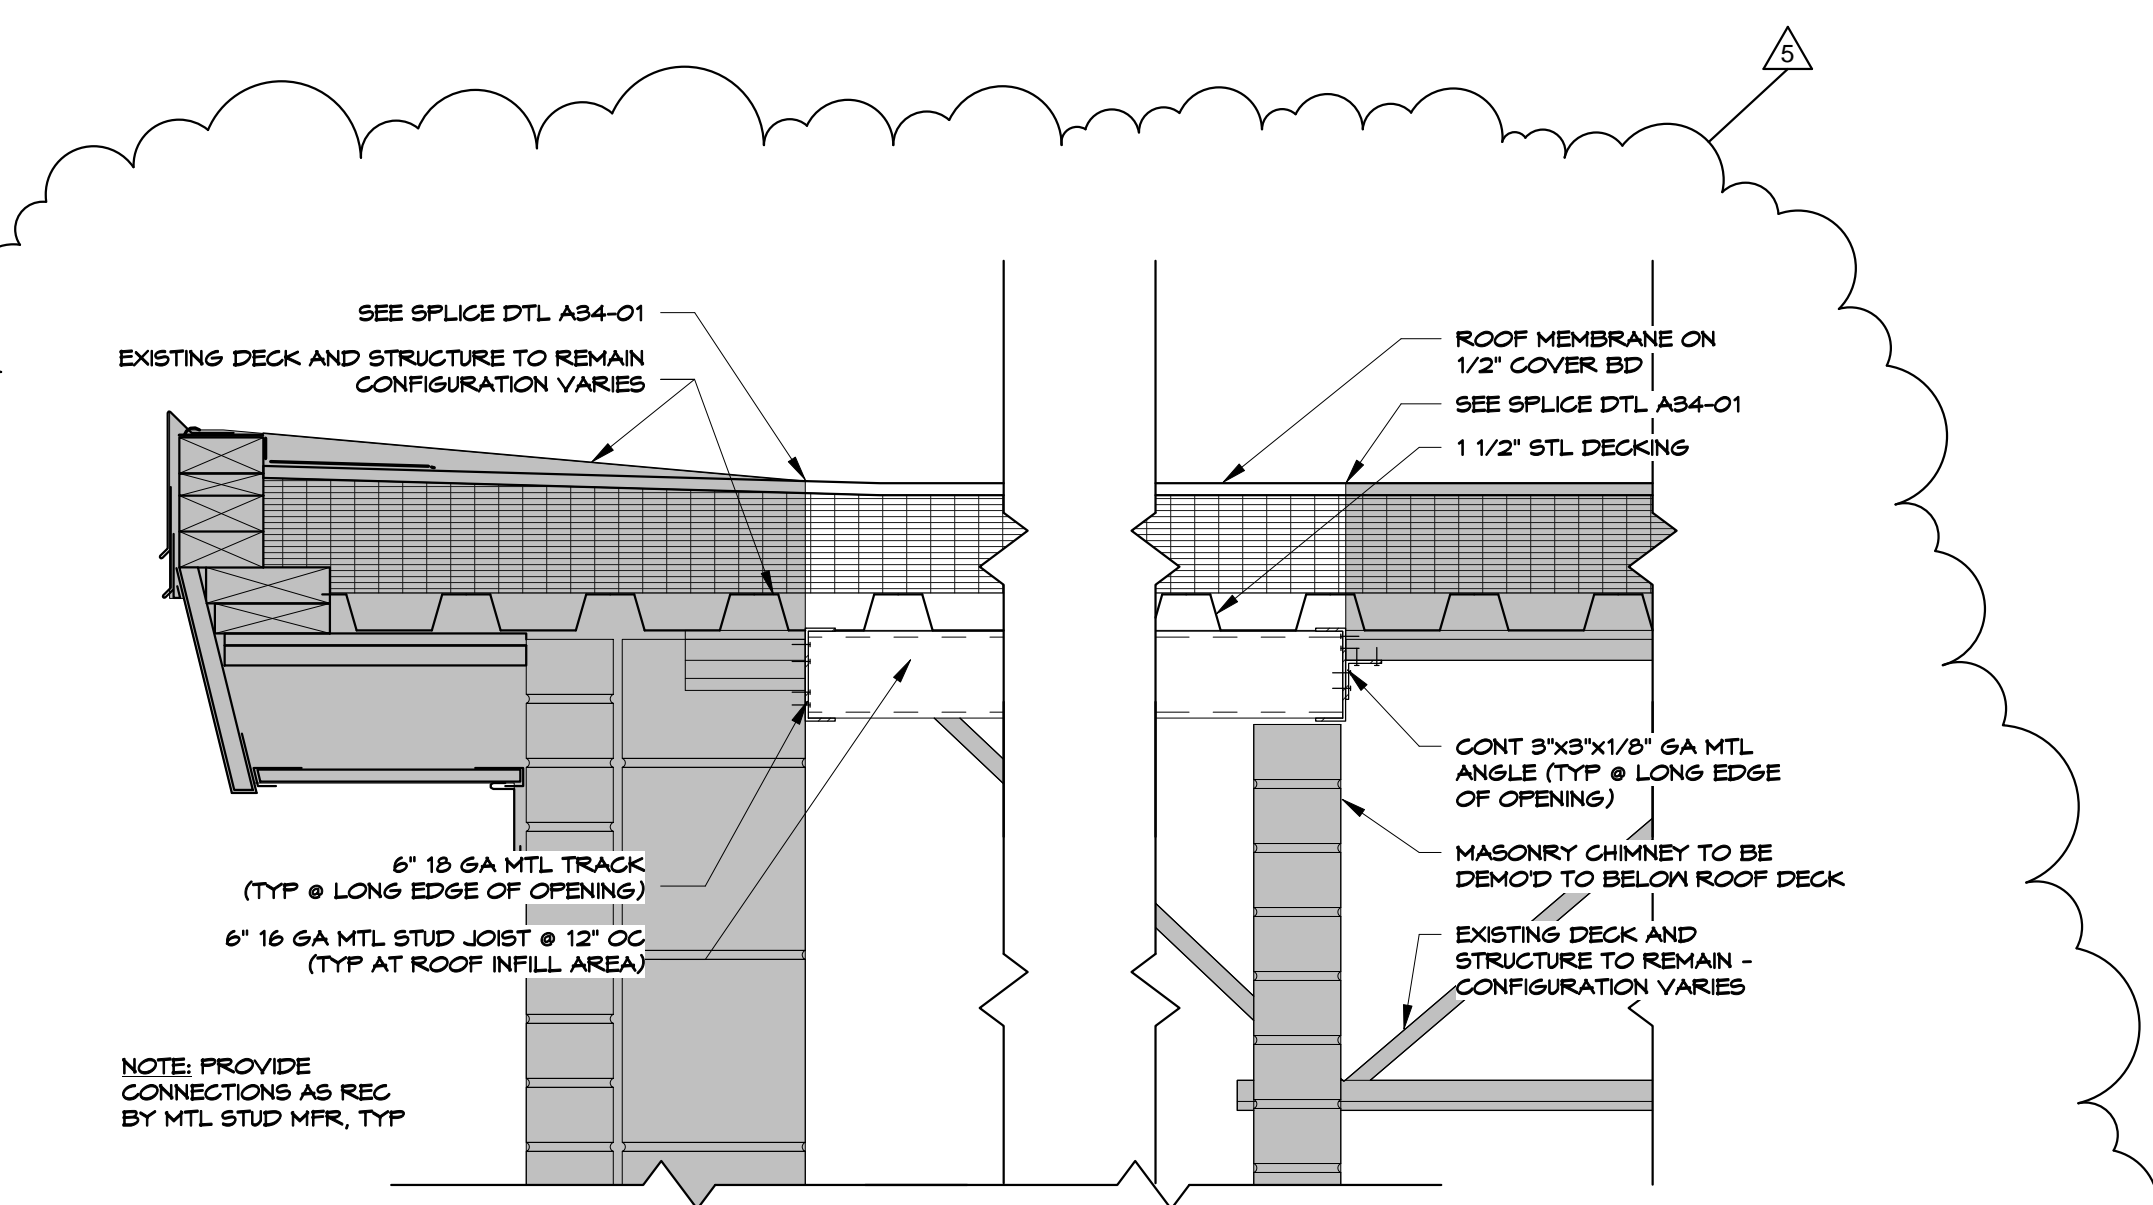 5
SEE SPLICE DTL A34-01
EXISTING DECK AND STRUCTURE TO REMAIN
CONFIGURATION VARIES
ROOF MEMBRANE ON
1/2" COVER BD
SEE SPLICE DTL A34-01
1 1/2" STL DECKING
CONT 3"x3"x1/8" GA MTL
ANGLE (TYP @ LONG EDGE
OF OPENING)
MASONRY CHIMNEY TO BE
DEMO'D TO BELOW ROOF DECK
6" 18 GA MTL TRACK
(TYP @ LONG EDGE OF OPENING)
6" 16 GA MTL STUD JOIST @ 12" OC
(TYP AT ROOF INFILL AREA)
EXISTING DECK AND
STRUCTURE TO REMAIN -
CONFIGURATION VARIES
NOTE: PROVIDE
CONNECTIONS AS REC
BY MTL STUD MFR, TYP